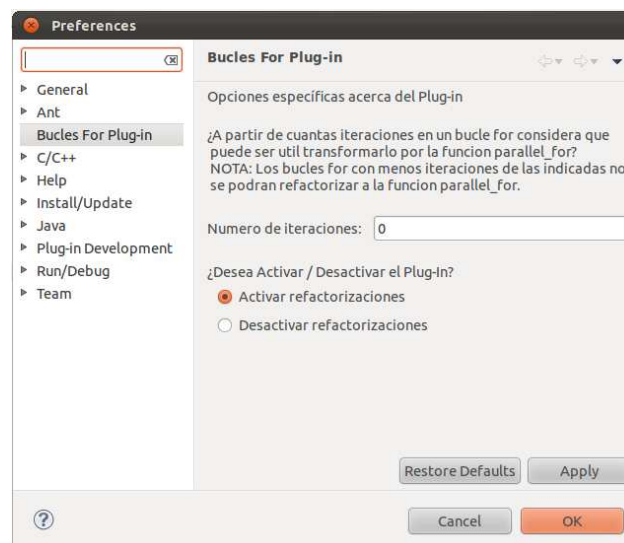 Preferences
General
Ant
Bucles For Plug-in
C/C++
Help
Install/Update
Java
Plug-in Development
Run/Debug
Team
Bucles For Plug-in
Opciones específicas acerca del Plug-in
¿A partir de cuantas iteraciones en un bucle for considera que
puede ser util transformarlo por la funcion parallel_for?
NOTA: Los bucles for con menos iteraciones de las indicadas no
se podran refactorizar a la funcion parallel_for.
Numero de iteraciones: 0
¿Desea Activar / Desactivar el Plug-In?
Activar refactorizaciones
Desactivar refactorizaciones
Restore Defaults Apply
? Cancel OK